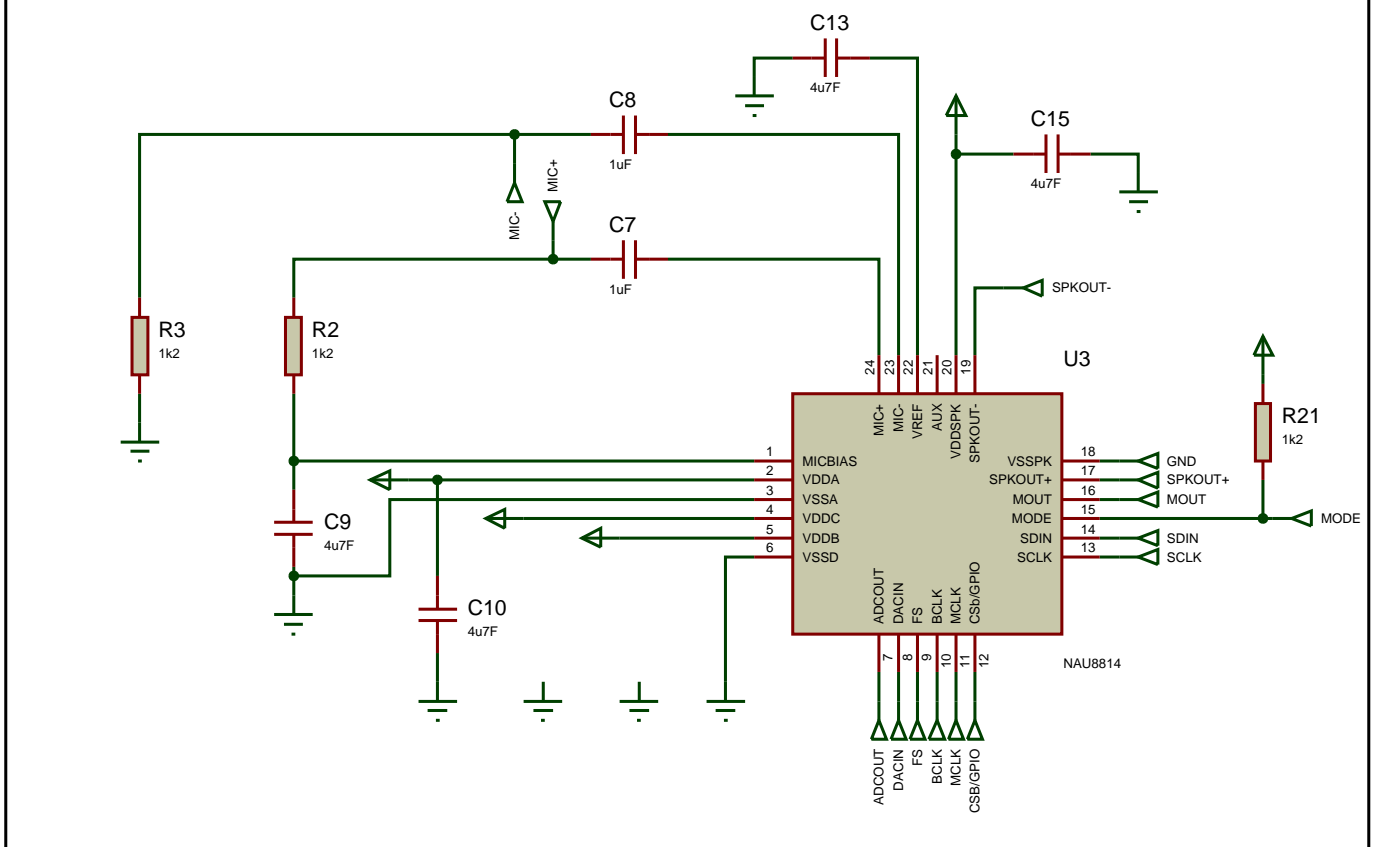 C13
4u7F
C8
1uF
MIC+
MIC-
C15
4u7F
C7
1uF
SPKOUT-
R3
1k2
R2
1k2
U3
24
23
22
21
20
19
MIC+
MIC-
VREF
AUX
VDDSPK
SPKOUT-
R21
1k2
1
MICBIAS
2
VDDA
3
VSSA
4
VDDC
5
VDDB
6
VSSD
VSSPK
18
GND
SPKOUT+
17
SPKOUT+
MOUT
16
MOUT
MODE
15
MODE
SDIN
14
SDIN
SCLK
13
SCLK
C9
4u7F
C10
4u7F
ADCOUT
DACIN
FS
BCLK
MCLK
CSb/GPIO
7
8
9
10
11
12
NAU8814
ADCOUT
DACIN
FS
BCLK
MCLK
CSB/GPIO